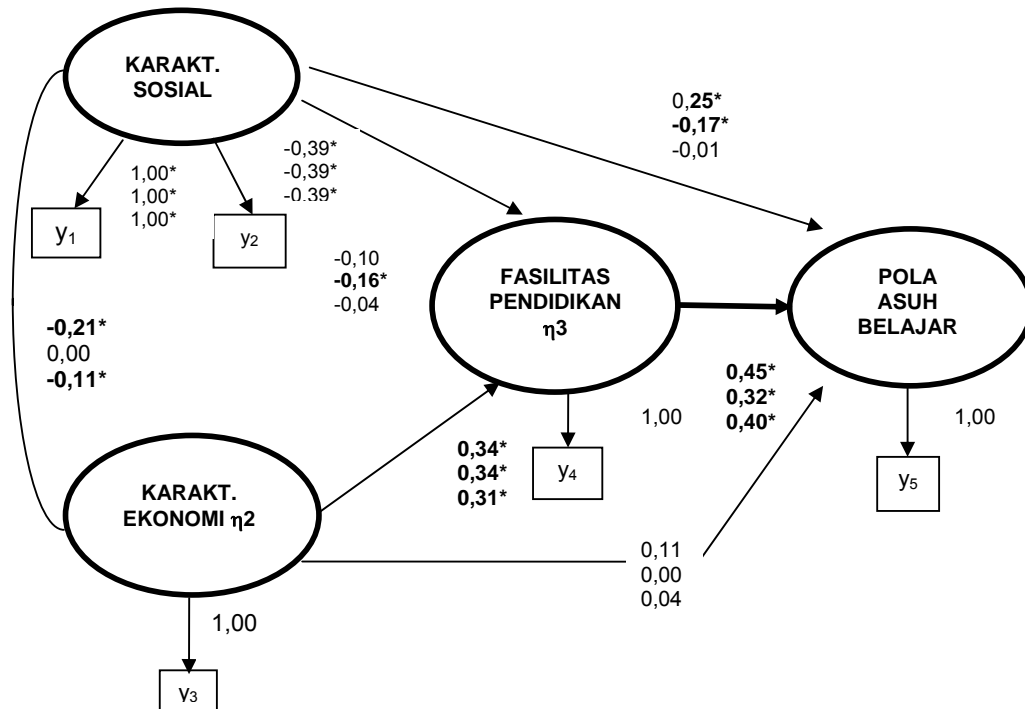 KARAKT.
SOSIAL
0,25*
-0,17*
-0,01
1,00*
1,00*
1,00*
-0,39*
-0,39*
-0,39*
y1
y2
-0,10
-0,16*
-0,04
FASILITAS
PENDIDIKAN
η3
POLA
ASUH
BELAJAR
-0,21*
0,00
-0,11*
0,45*
0,32*
0,40*
1,00
1,00
0,34*
0,34*
0,31*
y4
y5
KARAKT.
EKONOMI η2
0,11
0,00
0,04
1,00
y3